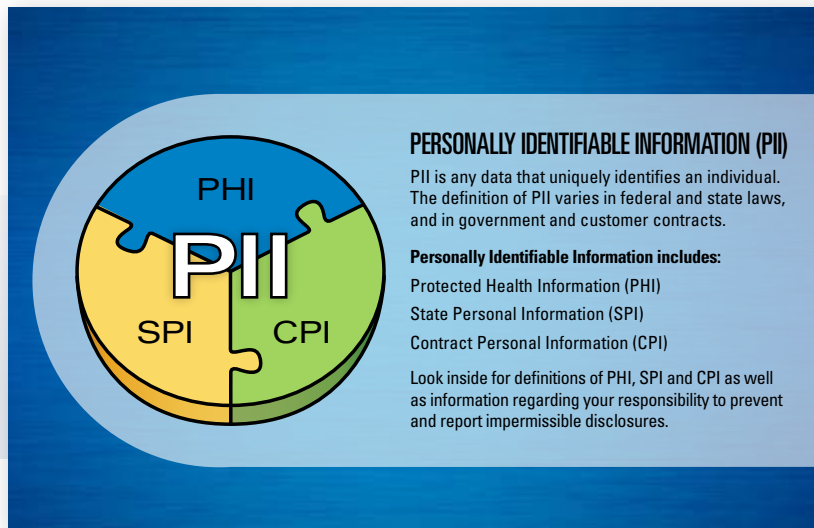 PHI
PII
SPI
CPI
PERSONALLY IDENTIFIABLE INFORMATION (PII)
PII is any data that uniquely identifies an individual.
The definition of PII varies in federal and state laws,
and in government and customer contracts.
Personally Identifiable Information includes:
Protected Health Information (PHI)
State Personal Information (SPI)
Contract Personal Information (CPI)
Look inside for definitions of PHI, SPI and CPI as well
as information regarding your responsibility to prevent
and report impermissible disclosures.